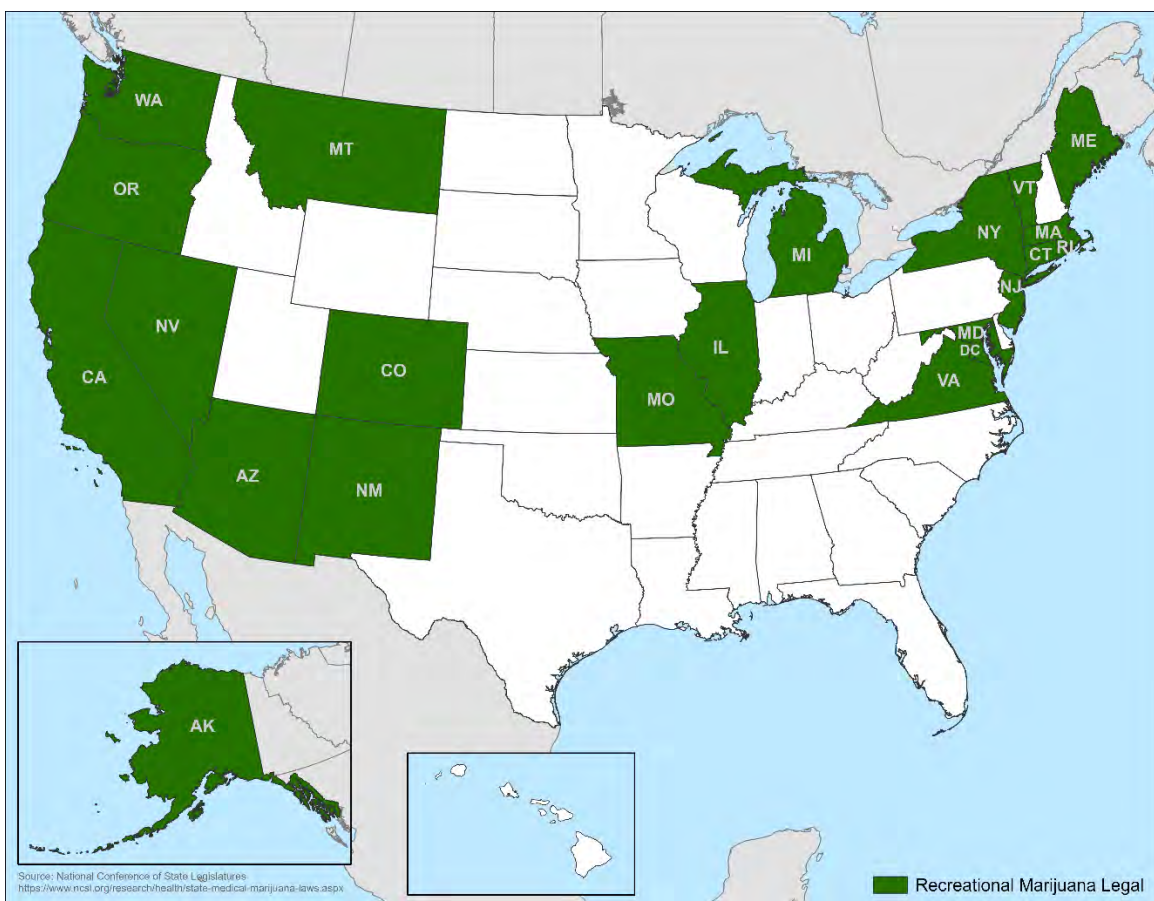 WA
MT
ME
OR
VT
NY
MA
MI
CT RI
NJ
NV
IL
MD
CO
DC
CA
MO
VA
AZ
NM
AK
Source: National Conference of State Legislatures
https://www.ncsl.org/research/health/state-medical-marijuana-laws.aspx
Recreational Marijuana Legal